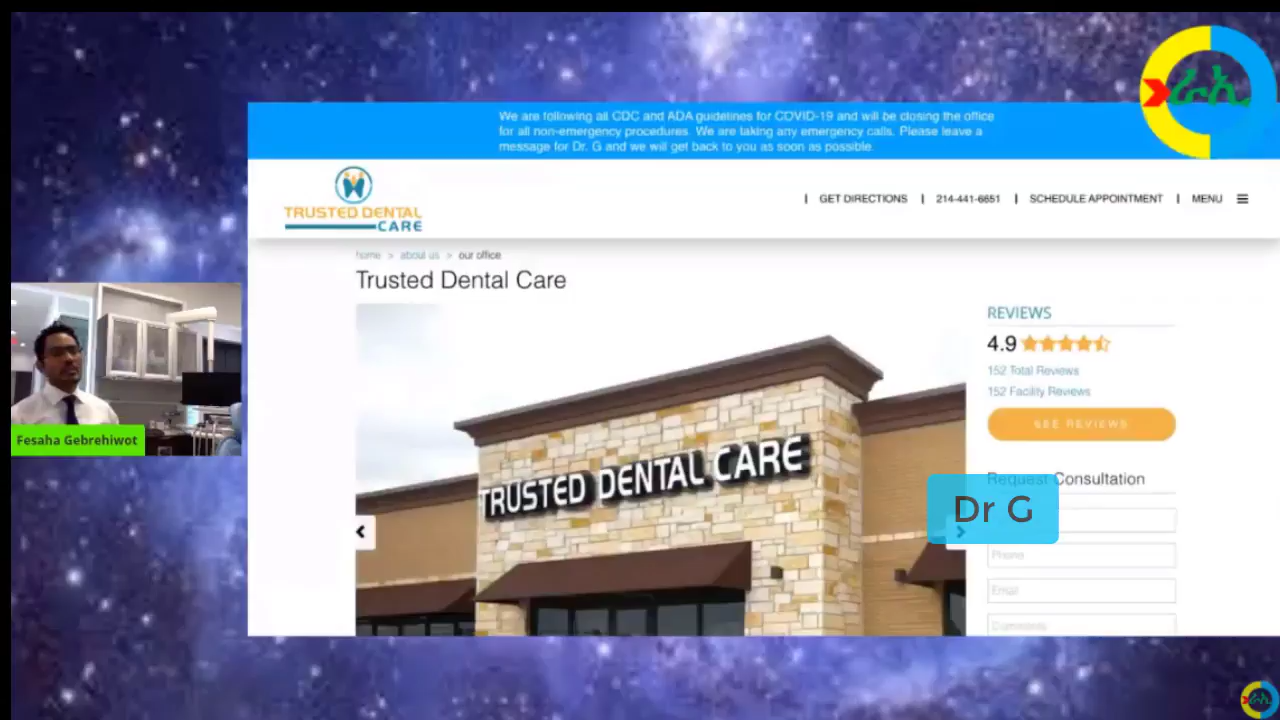 ራኢ
We are following all CDC and ADA guidelines for COVID-19 and will be closing the office
for all non-emergency procedures. We are taking any emergency calls. Please leave a
message for Dr. G and we will get back to you as soon as possible.
TRUSTED DENTAL
CARE
| GET DIRECTIONS | 214-441-6651 | SCHEDULE APPOINTMENT | MENU
home > about us > our office
Trusted Dental Care
TRUSTED DENTAL CARE
REVIEWS
4.9
152 Total Reviews
152 Facility Reviews
SEE REVIEWS
Request Consultation
Dr G
Phone
Email
Comments
Fesaha Gebrehiwot
ራኢ